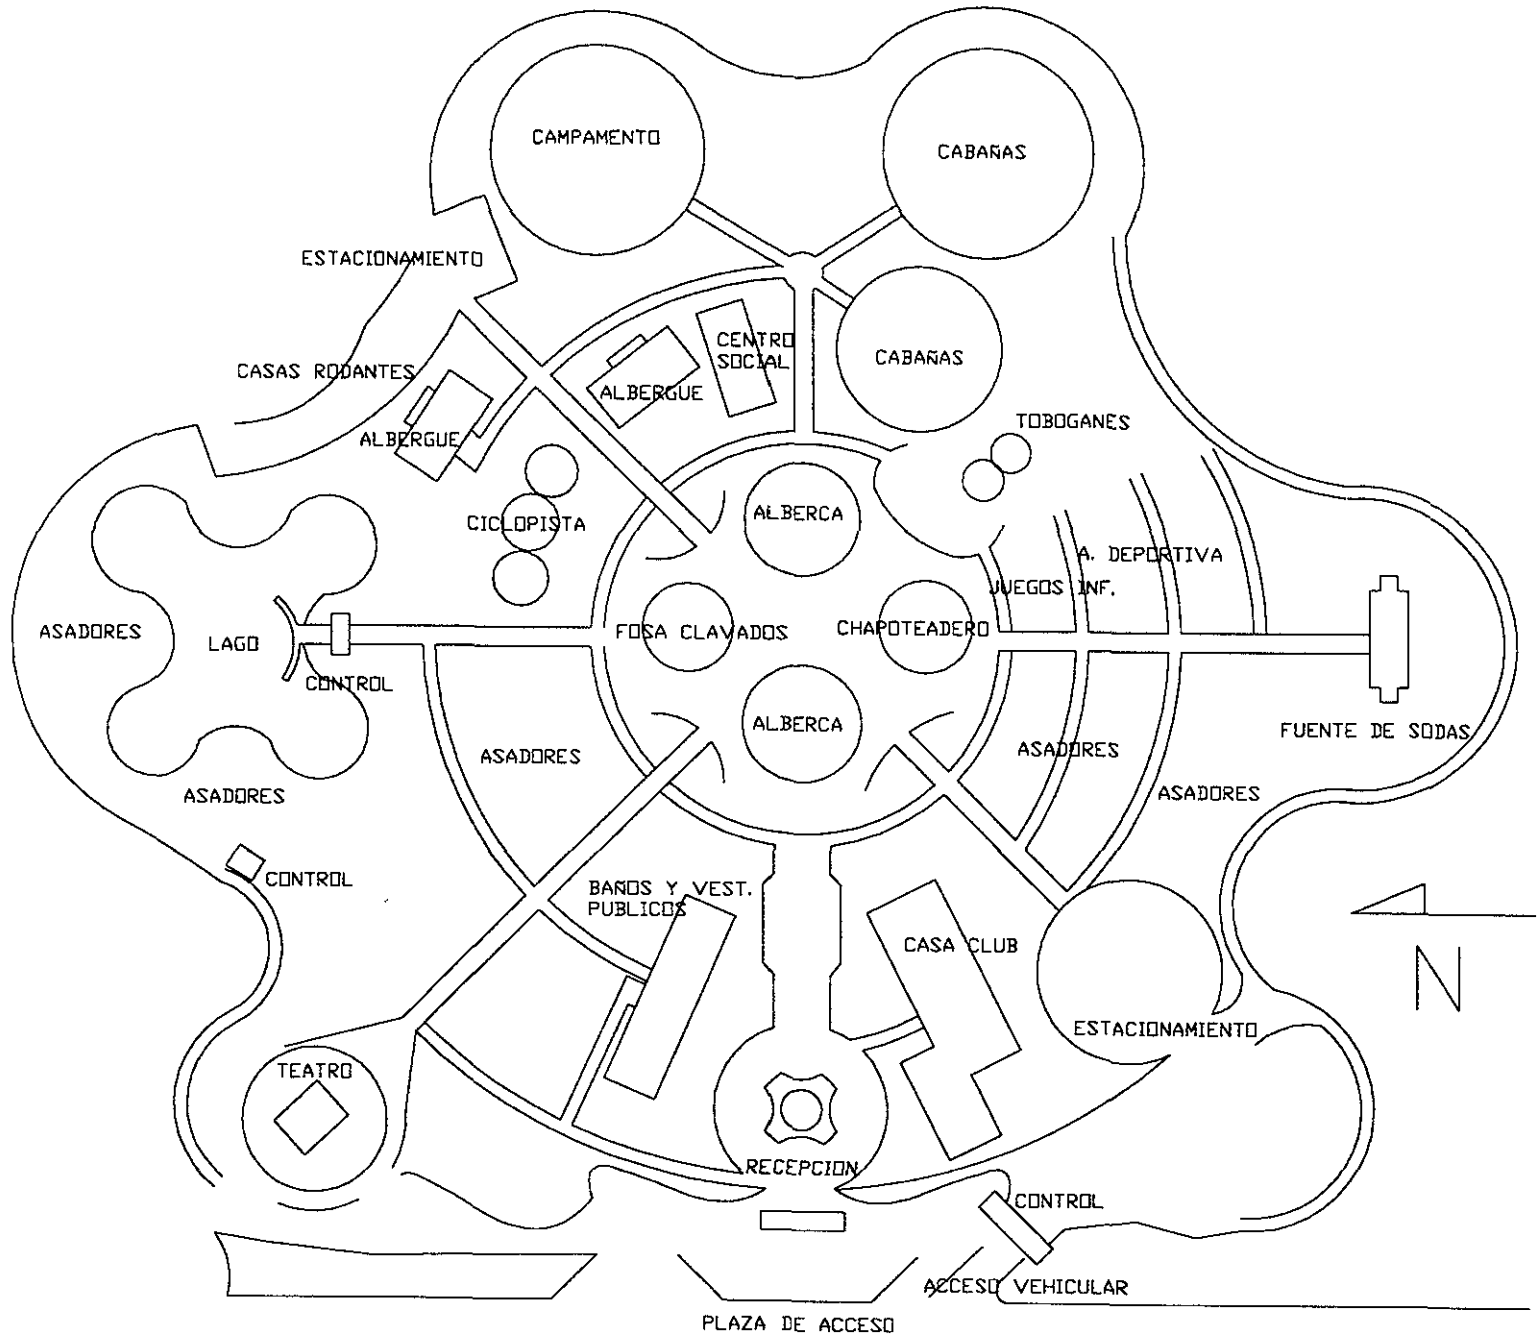 CAMPAMENTO
CABAÑAS
ESTACIONAMIENTO
CENTRO
SOCIAL
CABAÑAS
CASAS RODANTES
ALBERGUE
ALBERGUE
TOBOGANES
CICLOPISTA
ALBERCA
A. DEPORTIVA
JUEGOS INF.
ASADORES
LAGO
FOSA CLAVADOS
CHAPOTEADERO
CONTROL
ALBERCA
FUENTE DE SODAS
ASADORES
ASADORES
ASADORES
ASADORES
CONTROL
BAÑOS Y VEST.
PUBLICOS
CASA CLUB
N
ESTACIONAMIENTO
TEATRO
RECEPCION
CONTROL
ACCESO VEHICULAR
PLAZA DE ACCESO